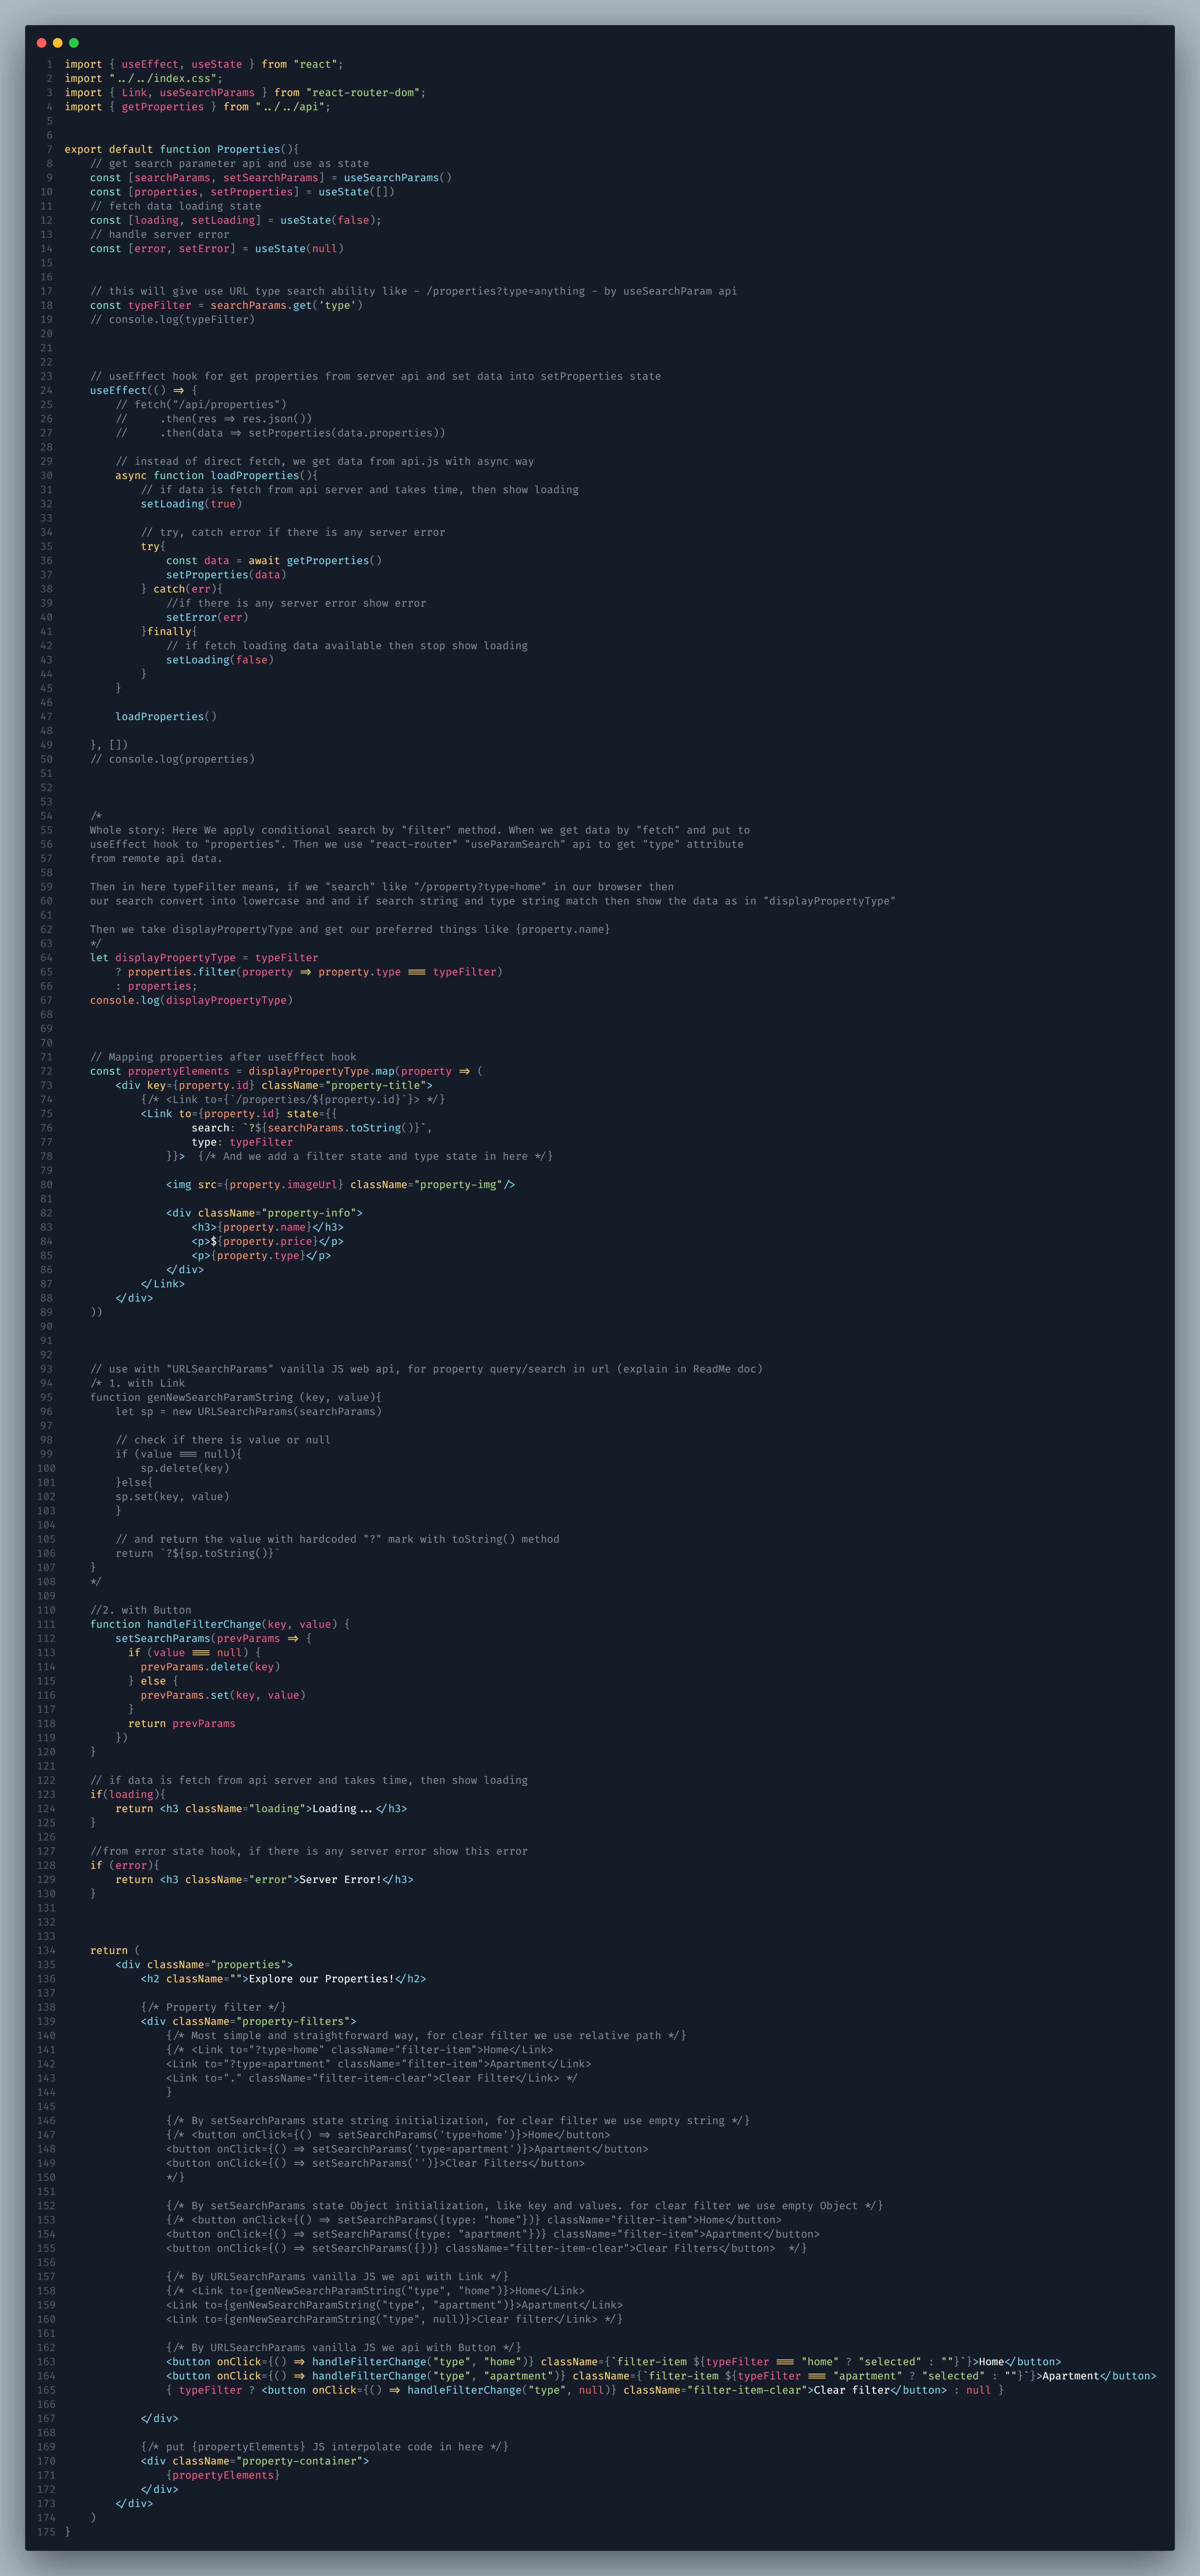 1 import { useEffect, useState } from "react";
2 import "../../index.css";
3 import { Link, useSearchParams } from "react-router-dom";
4 import { getProperties } from "../../api";
5
6
7 export default function Properties(){
8     // get search parameter api and use as state
9     const [searchParams, setSearchParams] = useSearchParams()
10     const [properties, setProperties] = useState([])
11     // fetch data loading state
12     const [loading, setLoading] = useState(false);
13     // handle server error
14     const [error, setError] = useState(null)
15
16
17     // this will give use URL type search ability like - /properties?type=anything - by useSearchParam api
18     const typeFilter = searchParams.get('type')
19     // console.log(typeFilter)
20
21
22
23     // useEffect hook for get properties from server api and set data into setProperties state
24     useEffect(() => {
25         // fetch("/api/properties")
26         //     .then(res => res.json())
27         //     .then(data => setProperties(data.properties))
28
29         // instead of direct fetch, we get data from api.js with async way
30         async function loadProperties(){
31             // if data is fetch from api server and takes time, then show loading
32             setLoading(true)
33
34             // try, catch error if there is any server error
35             try{
36                 const data = await getProperties()
37                 setProperties(data)
38             } catch(err){
39                 //if there is any server error show error
40                 setError(err)
41             }finally{
42                 // if fetch loading data available then stop show loading
43                 setLoading(false)
44             }
45         }
46
47         loadProperties()
48
49     }, [])
50     // console.log(properties)
51
52
53
54     /*
55     Whole story: Here We apply conditional search by "filter" method. When we get data by "fetch" and put to
56     useEffect hook to "properties". Then we use "react-router" "useParamSearch" api to get "type" attribute
57     from remote api data.
58
59     Then in here typeFilter means, if we "search" like "/property?type=home" in our browser then
60     our search convert into lowercase and and if search string and type string match then show the data as in "displayPropertyType"
61
62     Then we take displayPropertyType and get our preferred things like {property.name}
63     */
64     let displayPropertyType = typeFilter
65         ? properties.filter(property => property.type === typeFilter)
66         : properties;
67     console.log(displayPropertyType)
68
69
70
71     // Mapping properties after useEffect hook
72     const propertyElements = displayPropertyType.map(property => (
73         <div key={property.id} className="property-title">
74             {/* <Link to={`/properties/${property.id}`}> */}
75             <Link to={property.id} state={{
76                     search: `?${searchParams.toString()}`,
77                     type: typeFilter
78                 }}>  {/* And we add a filter state and type state in here */}
79
80                 <img src={property.imageUrl} className="property-img"/>
81
82                 <div className="property-info">
83                     <h3>{property.name}</h3>
84                     <p>${property.price}</p>
85                     <p>{property.type}</p>
86                 </div>
87             </Link>
88         </div>
89     ))
90
91
92
93     // use with "URLSearchParams" vanilla JS web api, for property query/search in url (explain in ReadMe doc)
94     /* 1. with Link
95     function genNewSearchParamString (key, value){
96         let sp = new URLSearchParams(searchParams)
97
98         // check if there is value or null
99         if (value === null){
100             sp.delete(key)
101         }else{
102         sp.set(key, value)
103         }
104
105         // and return the value with hardcoded "?" mark with toString() method
106         return `?${sp.toString()}`
107     }
108     */
109
110     //2. with Button
111     function handleFilterChange(key, value) {
112         setSearchParams(prevParams => {
113           if (value === null) {
114             prevParams.delete(key)
115           } else {
116             prevParams.set(key, value)
117           }
118           return prevParams
119         })
120     }
121
122     // if data is fetch from api server and takes time, then show loading
123     if(loading){
124         return <h3 className="loading">Loading...</h3>
125     }
126
127     //from error state hook, if there is any server error show this error
128     if (error){
129         return <h3 className="error">Server Error!</h3>
130     }
131
132
133
134     return (
135         <div className="properties">
136             <h2 className="">Explore our Properties!</h2>
137
138             {/* Property filter */}
139             <div className="property-filters">
140                 {/* Most simple and straightforward way, for clear filter we use relative path */}
141                 {/* <Link to="?type=home" className="filter-item">Home</Link>
142                 <Link to="?type=apartment" className="filter-item">Apartment</Link>
143                 <Link to="." className="filter-item-clear">Clear Filter</Link> */
144                 }
145
146                 {/* By setSearchParams state string initialization, for clear filter we use empty string */}
147                 {/* <button onClick={() => setSearchParams('type=home')}>Home</button>
148                 <button onClick={() => setSearchParams('type=apartment')}>Apartment</button>
149                 <button onClick={() => setSearchParams('')}>Clear Filters</button>
150                 */}
151
152                 {/* By setSearchParams state Object initialization, like key and values. for clear filter we use empty Object */}
153                 {/* <button onClick={() => setSearchParams({type: "home"})} className="filter-item">Home</button>
154                 <button onClick={() => setSearchParams({type: "apartment"})} className="filter-item">Apartment</button>
155                 <button onClick={() => setSearchParams({})} className="filter-item-clear">Clear Filters</button>  */}
156
157                 {/* By URLSearchParams vanilla JS we api with Link */}
158                 {/* <Link to={genNewSearchParamString("type", "home")}>Home</Link>
159                 <Link to={genNewSearchParamString("type", "apartment")}>Apartment</Link>
160                 <Link to={genNewSearchParamString("type", null)}>Clear filter</Link> */}
161
162                 {/* By URLSearchParams vanilla JS we api with Button */}
163                 <button onClick={() => handleFilterChange("type", "home")} className={`filter-item ${typeFilter === "home" ? "selected" : ""}`}>Home</button>
164                 <button onClick={() => handleFilterChange("type", "apartment")} className={`filter-item ${typeFilter === "apartment" ? "selected" : ""}`}>Apartment</button>
165                 { typeFilter ? <button onClick={() => handleFilterChange("type", null)} className="filter-item-clear">Clear filter</button> : null }
166
167             </div>
168
169             {/* put {propertyElements} JS interpolate code in here */}
170             <div className="property-container">
171                 {propertyElements}
172             </div>
173         </div>
174     )
175 }